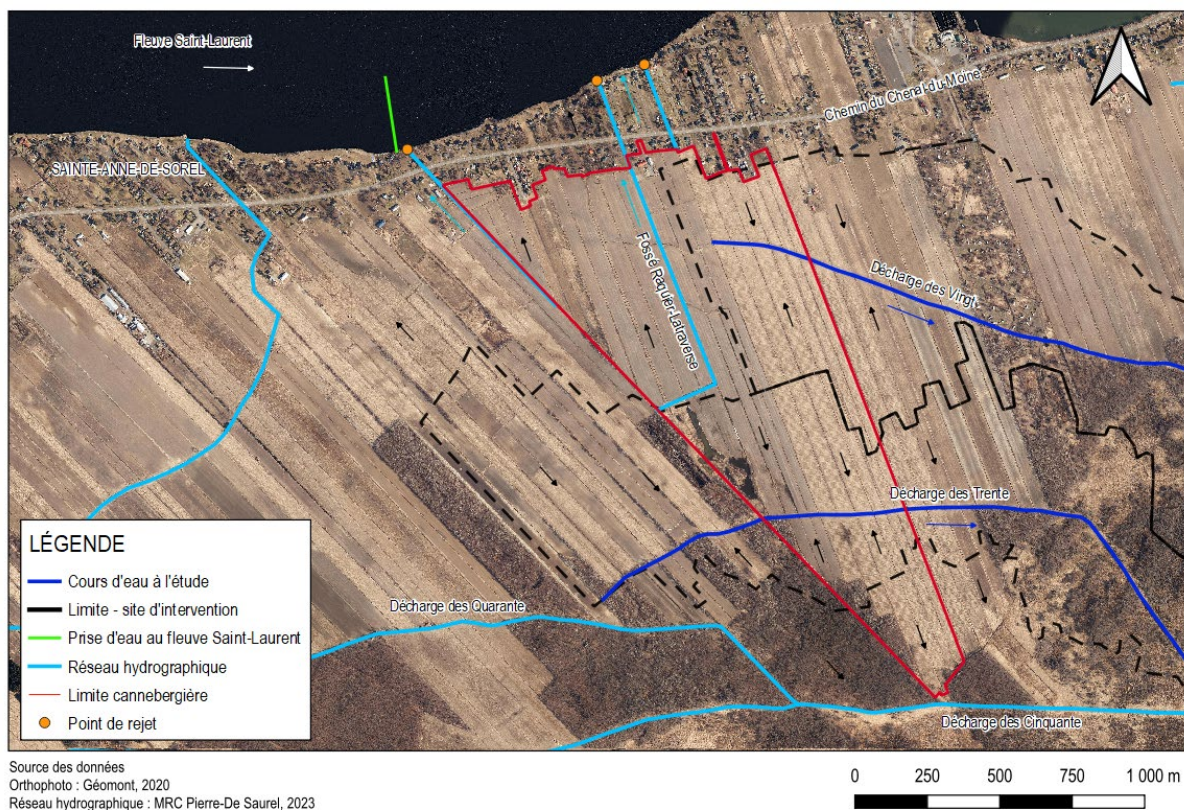 Fleuve Saint-Laurent
Chemin du Chenal-du-Moine
SAINTE-ANNE-DE-SOREL
Fossé Raquier-Latraverse
Décharge des Vingt
Décharge des Trente
Décharge des Quarante
Décharge des Cinquante
LÉGENDE
Cours d'eau à l'étude
Limite - site d'intervention
Prise d'eau au fleuve Saint-Laurent
Réseau hydrographique
Limite cannebergière
Point de rejet
Source des données
Orthophoto : Géomont, 2020
Réseau hydrographique : MRC Pierre-De Saurel, 2023
0 250 500 750 1 000 m